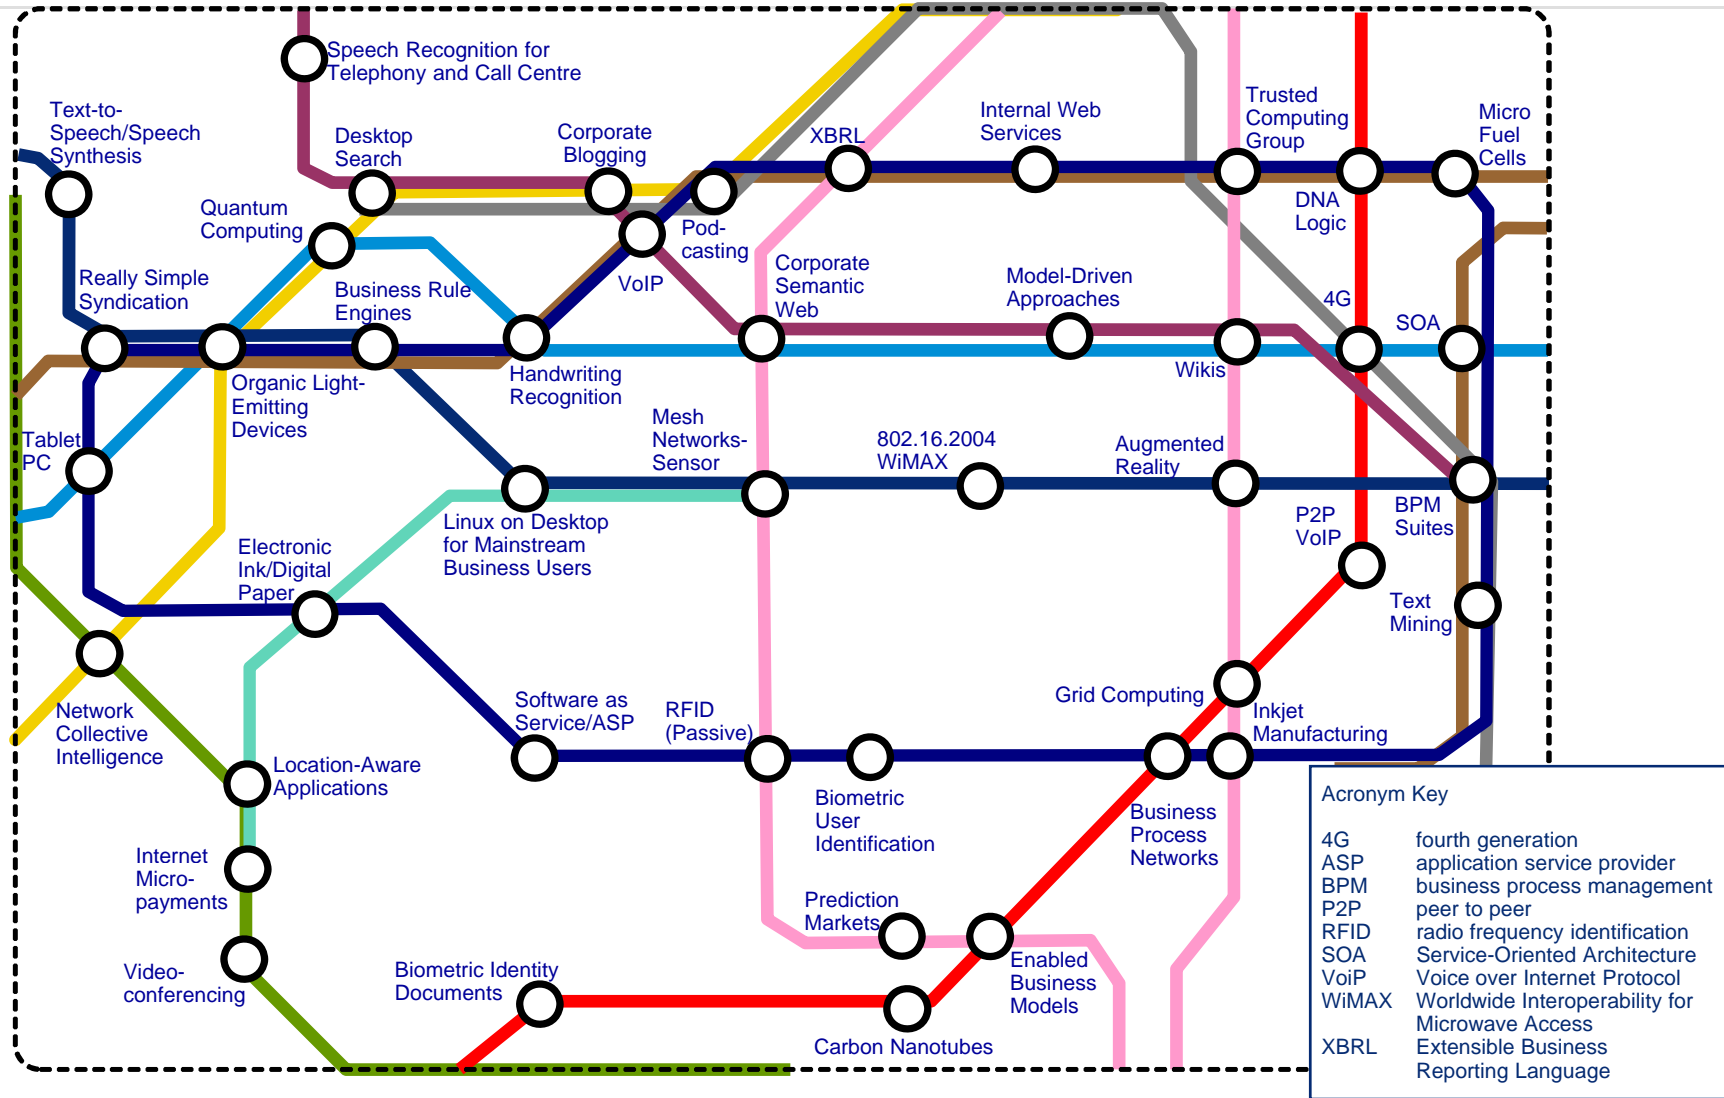 Speech Recognition for
Telephony and Call Centre
Text-to-
Speech/Speech
Synthesis
Desktop
Search
Corporate
Blogging
XBRL
Internal Web
Services
Trusted
Computing
Group
Micro
Fuel
Cells
Quantum
Computing
Pod-
casting
DNA
Logic
Really Simple
Syndication
Business Rule
Engines
VoIP
Corporate
Semantic
Web
Model-Driven
Approaches
4G
SOA
Organic Light-
Emitting
Devices
Handwriting
Recognition
Wikis
Tablet
PC
Mesh
Networks-
Sensor
802.16.2004
WiMAX
Augmented
Reality
Linux on Desktop
for Mainstream
Business Users
P2P
VoIP
BPM
Suites
Electronic
Ink/Digital
Paper
Text
Mining
Network
Collective
Intelligence
Software as
Service/ASP
RFID
(Passive)
Grid Computing
Inkjet
Manufacturing
Location-Aware
Applications
Biometric
User
Identification
Business
Process
Networks
Internet
Micro-
payments
Prediction
Markets
Video-
conferencing
Biometric Identity
Documents
Enabled
Business
Models
Carbon Nanotubes
Acronym Key
4G fourth generation
ASP application service provider
BPM business process management
P2P peer to peer
RFID radio frequency identification
SOA Service-Oriented Architecture
VoiP Voice over Internet Protocol
WiMAX Worldwide Interoperability for
Microwave Access
XBRL Extensible Business
Reporting Language